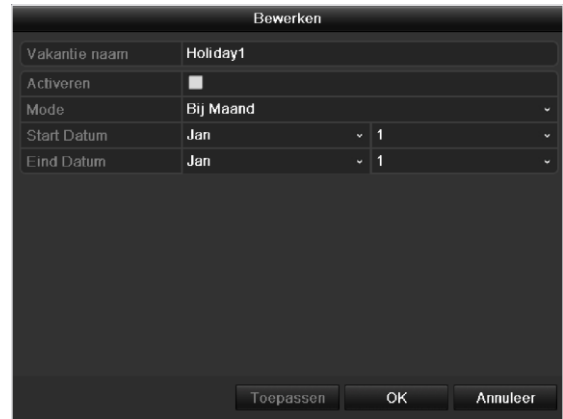 Bewerken
Vakantie naam Holiday1
Activeren
Mode Bij Maand
Start Datum Jan 1
Eind Datum Jan 1
Toepassen OK Annuleer